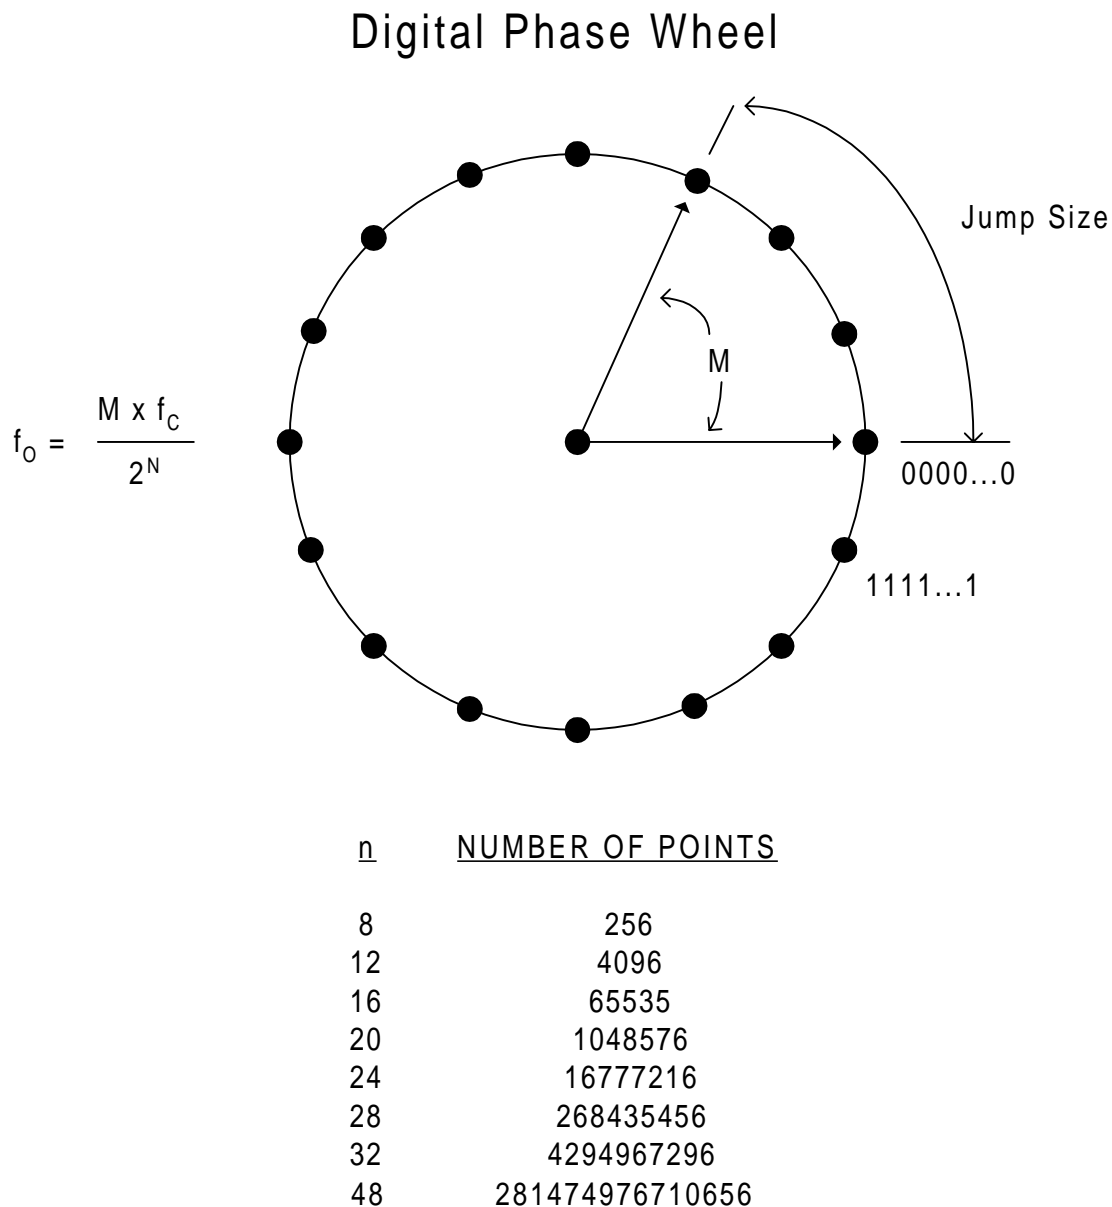 Digital Phase Wheel
Jump Size
M
f_O = M x f_C / 2^N
0000...0
1111...1
n NUMBER OF POINTS
8 256
12 4096
16 65535
20 1048576
24 16777216
28 268435456
32 4294967296
48 281474976710656